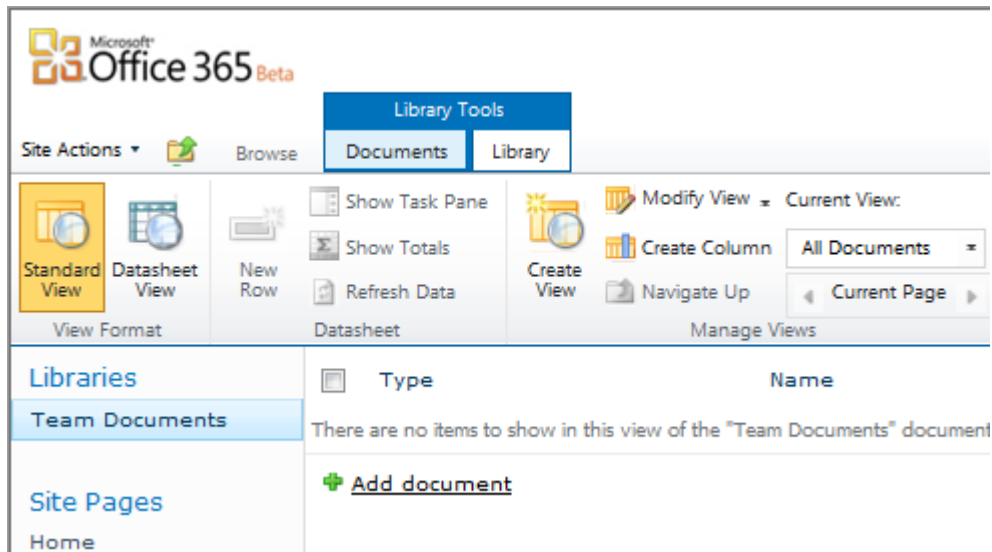 Microsoft®
Office 365 Beta
Library Tools
Site Actions Browse Documents Library
Standard View
Datasheet View
New Row
Show Task Pane
Show Totals
Refresh Data
Create View
Modify View
Create Column
Navigate Up
Current View:
All Documents
Current Page
View Format Datasheet Manage Views
Libraries
Team Documents
Site Pages
Home
Type Name
There are no items to show in this view of the "Team Documents" document
Add document